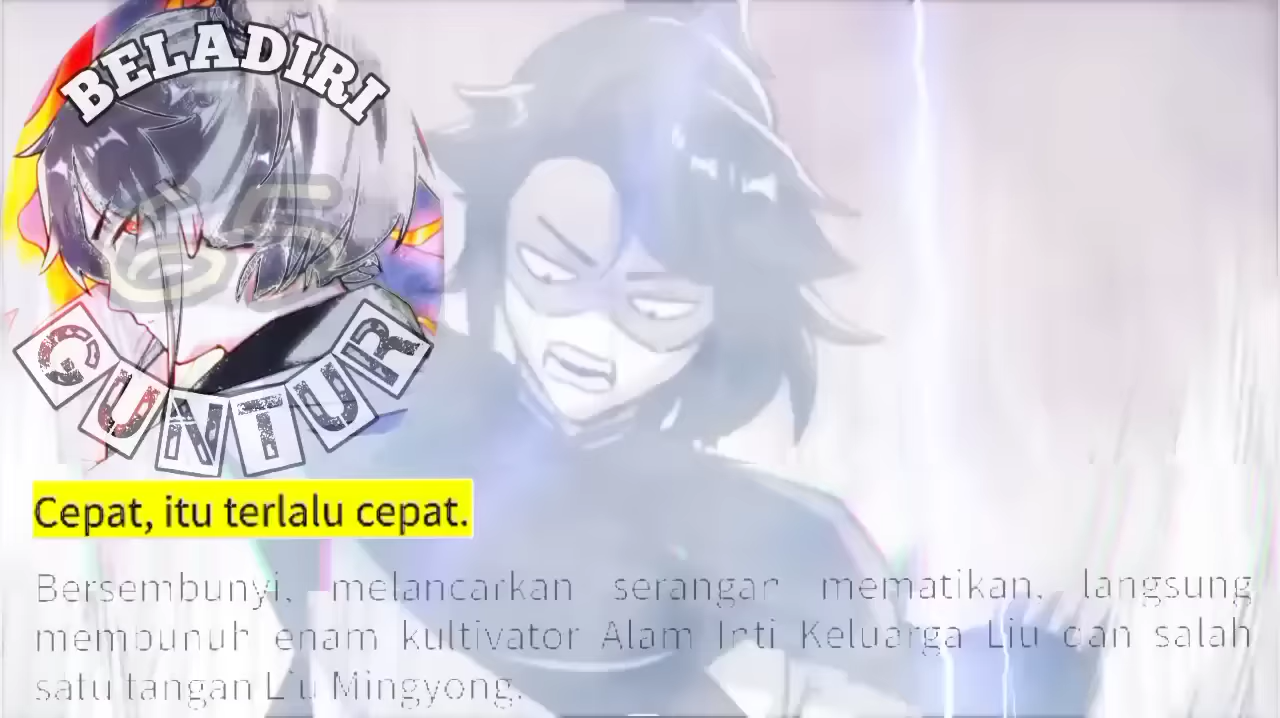 BELADIRI
65
GUNTUR
Cepat, itu terlalu cepat.
Bersembunyi, melancarkan serangan mematikan, langsung
membunuh enam kultivator Alam Inti Keluarga Liu dan salah
satu tangan Liu Mingyong.